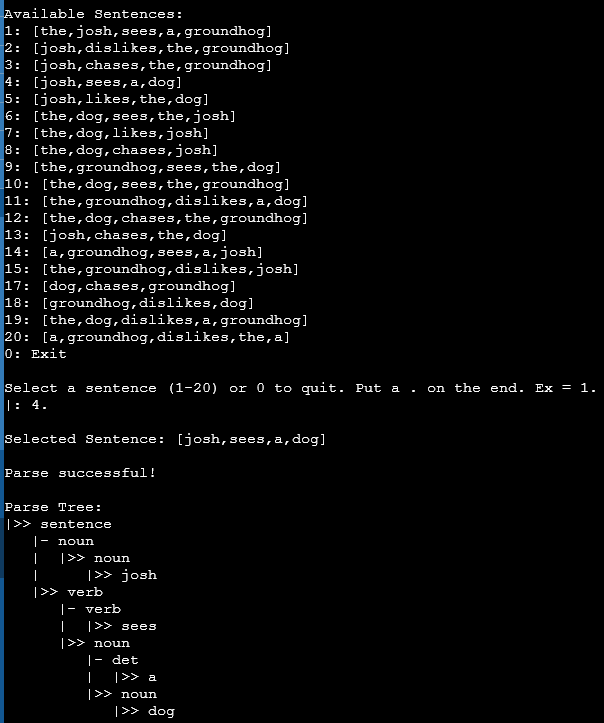 Available Sentences:
1: [the,josh,sees,a,groundhog]
2: [josh,dislikes,the,groundhog]
3: [josh,chases,the,groundhog]
4: [josh,sees,a,dog]
5: [josh,likes,the,dog]
6: [the,dog,sees,the,josh]
7: [the,dog,likes,josh]
8: [the,dog,chases,josh]
9: [the,groundhog,sees,the,dog]
10: [the,dog,sees,the,groundhog]
11: [the,groundhog,dislikes,a,dog]
12: [the,dog,chases,the,groundhog]
13: [josh,chases,the,dog]
14: [a,groundhog,sees,a,josh]
15: [the,groundhog,dislikes,josh]
17: [dog,chases,groundhog]
18: [groundhog,dislikes,dog]
19: [the,dog,dislikes,a,groundhog]
20: [a,groundhog,dislikes,the,a]
0: Exit

Select a sentence (1-20) or 0 to quit. Put a . on the end. Ex = 1.
|: 4.

Selected Sentence: [josh,sees,a,dog]

Parse successful!

Parse Tree:
|>> sentence
   |- noun
   |  |>> noun
   |     |>> josh
   |>> verb
      |- verb
      |  |>> sees
      |>> noun
         |- det
         |  |>> a
         |>> noun
            |>> dog